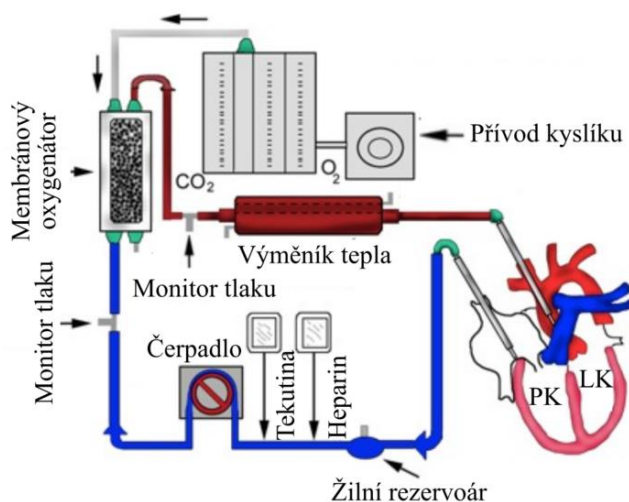 Přívod kyslíku
Membránový
oxygenátor
CO2
O2
Výměník tepla
Monitor tlaku
Monitor tlaku
Čerpadlo
Tekutina
Heparin
PK
LK
Žilní rezervoár